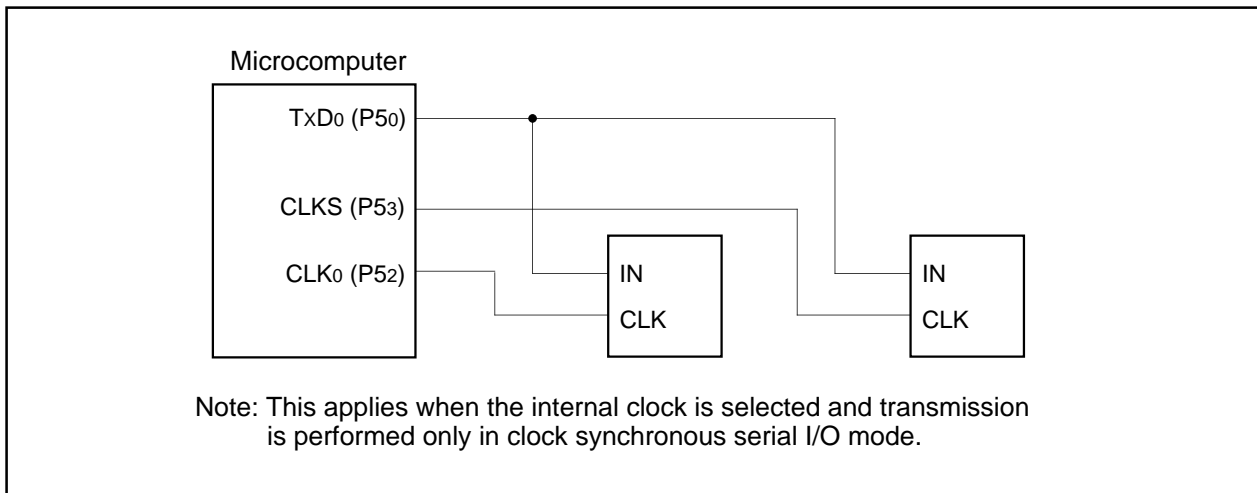 Microcomputer
TxD0 (P50)
CLKS (P53)
CLK0 (P52)
IN
CLK
IN
CLK
Note: This applies when the internal clock is selected and transmission
is performed only in clock synchronous serial I/O mode.